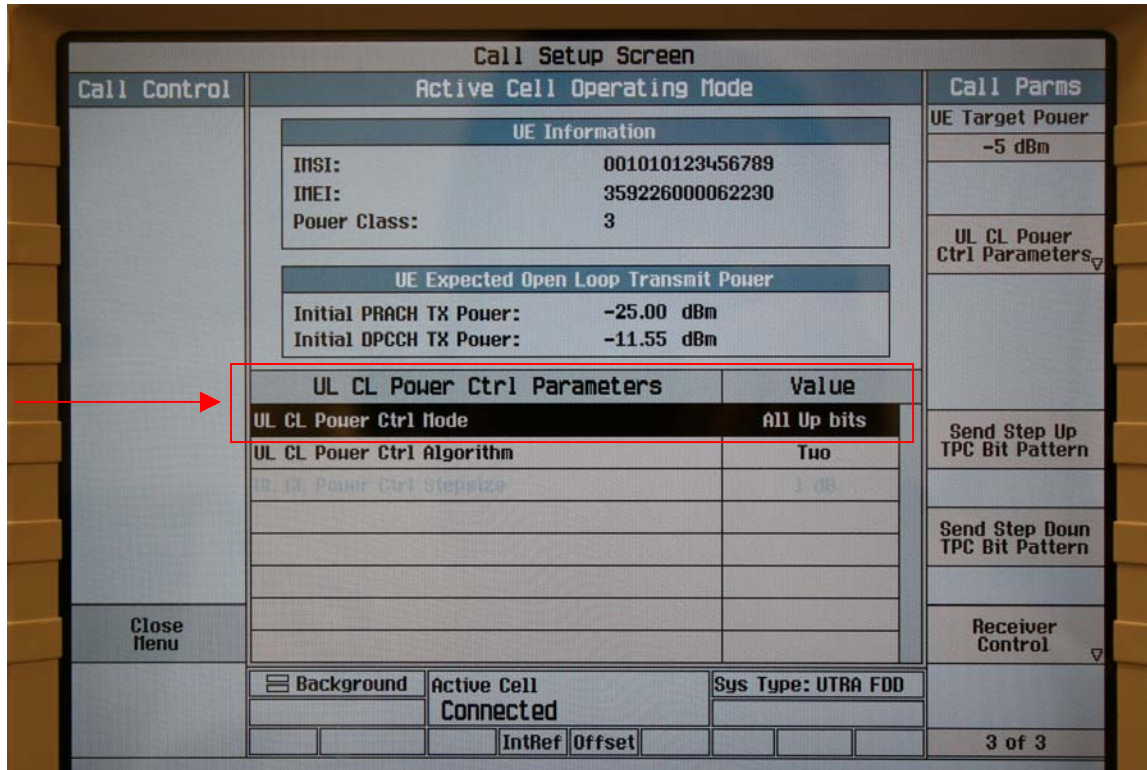 Call Setup Screen
Call Control
Active Cell Operating Mode
Call Parms
UE Information
IMSI: 001010123456789
IMEI: 359226000062230
Power Class: 3
UE Expected Open Loop Transmit Power
Initial PRACH TX Power: -25.00 dBm
Initial DPCCH TX Power: -11.55 dBm
UL CL Power Ctrl Parameters Value
UL CL Power Ctrl Mode All Up bits
UL CL Power Ctrl Algorithm Two
UL CL Power Ctrl Stepsize 1 dB
Close
Menu
UE Target Power
-5 dBm
UL CL Power
Ctrl Parameters
Send Step Up
TPC Bit Pattern
Send Step Down
TPC Bit Pattern
Receiver
Control
Background
Active Cell
Connected
Sys Type: UTRA FDD
IntRef Offset
3 of 3